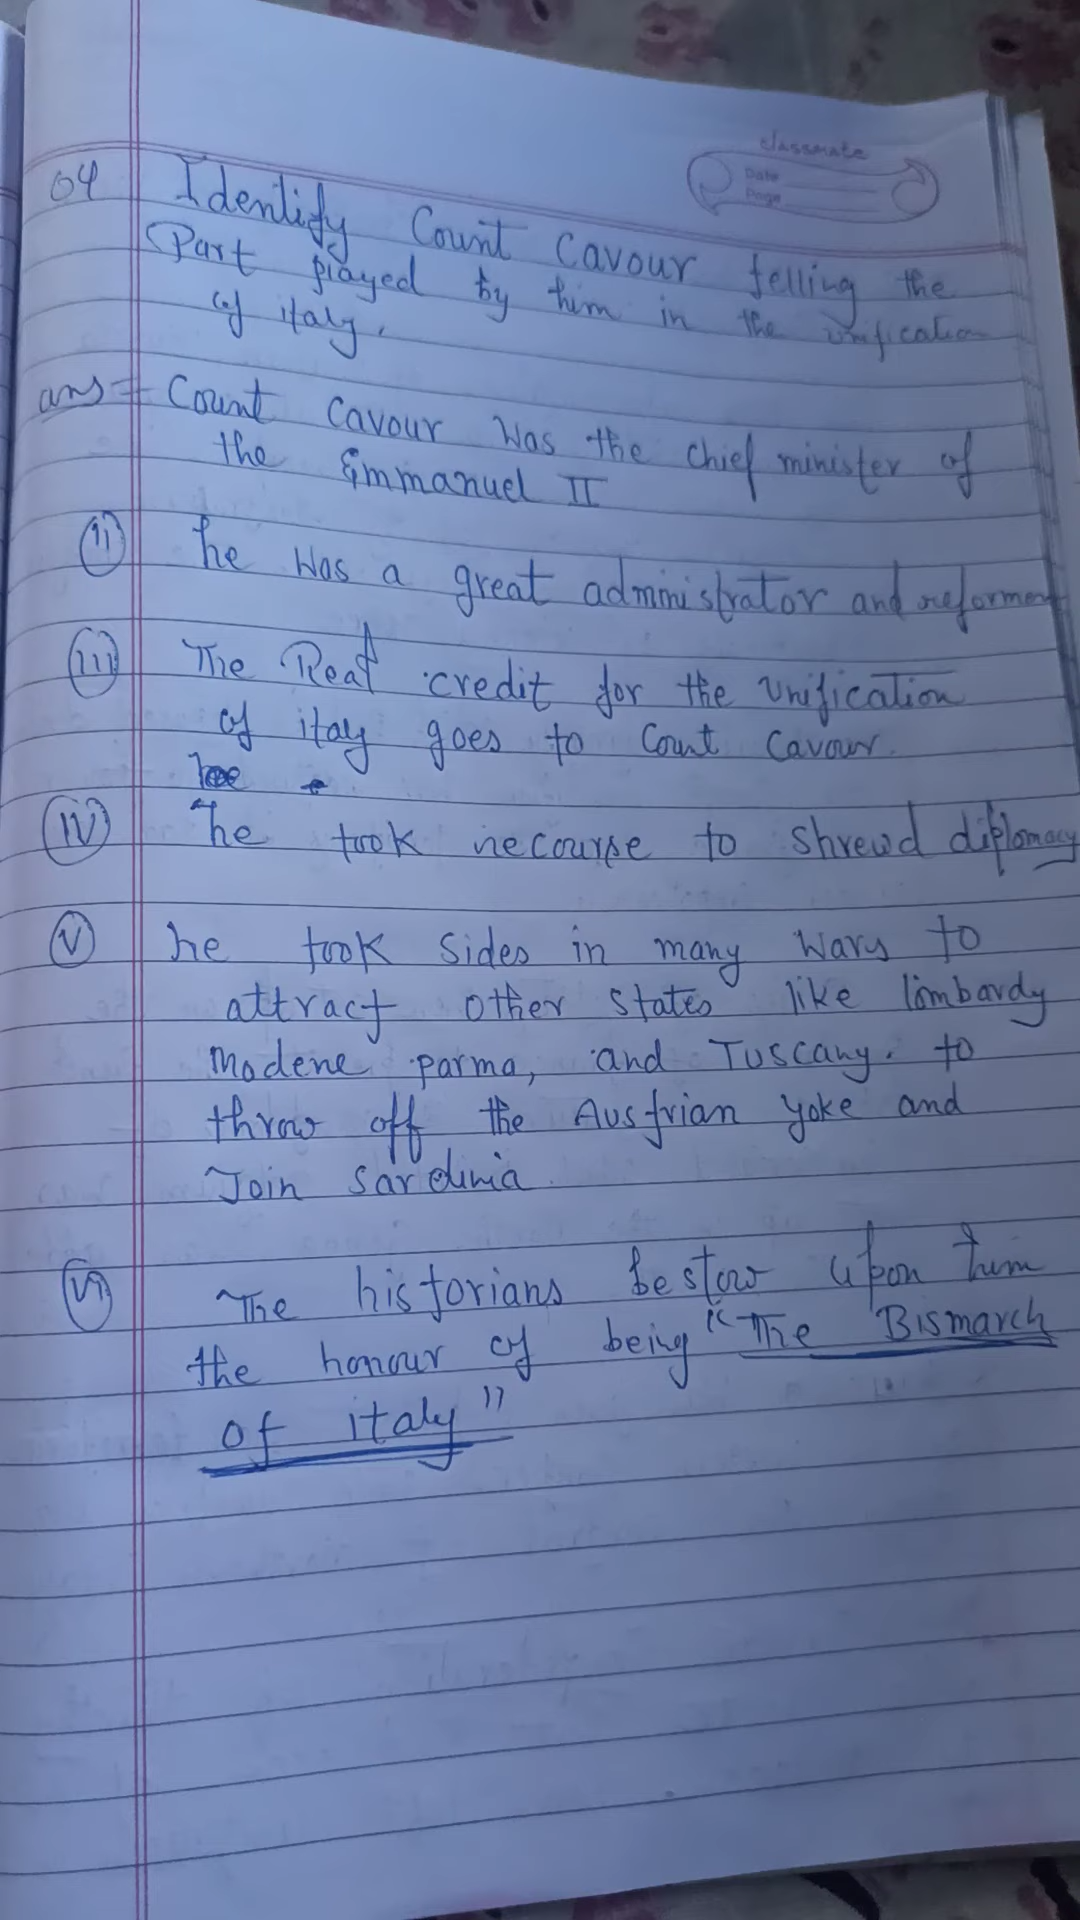 classmate
Date
Page
04 Identify Count Cavour telling the
Part played by him in the unification
of italy.
ans = Count Cavour was the chief minister of
the Emmanuel II
(ii) he was a great administrator and reformer
(iii) The Real credit for the unification
of italy goes to Count Cavour.
(iv) he took recourse to shrewd diplomacy
(v) he took sides in many wars to
attract other states like lombardy
Modene parma, and Tuscany. to
throw off the Austrian yoke and
Join Sardinia.
(vi) The historians bestow upon him
the honour of being "The Bismarch
of italy"